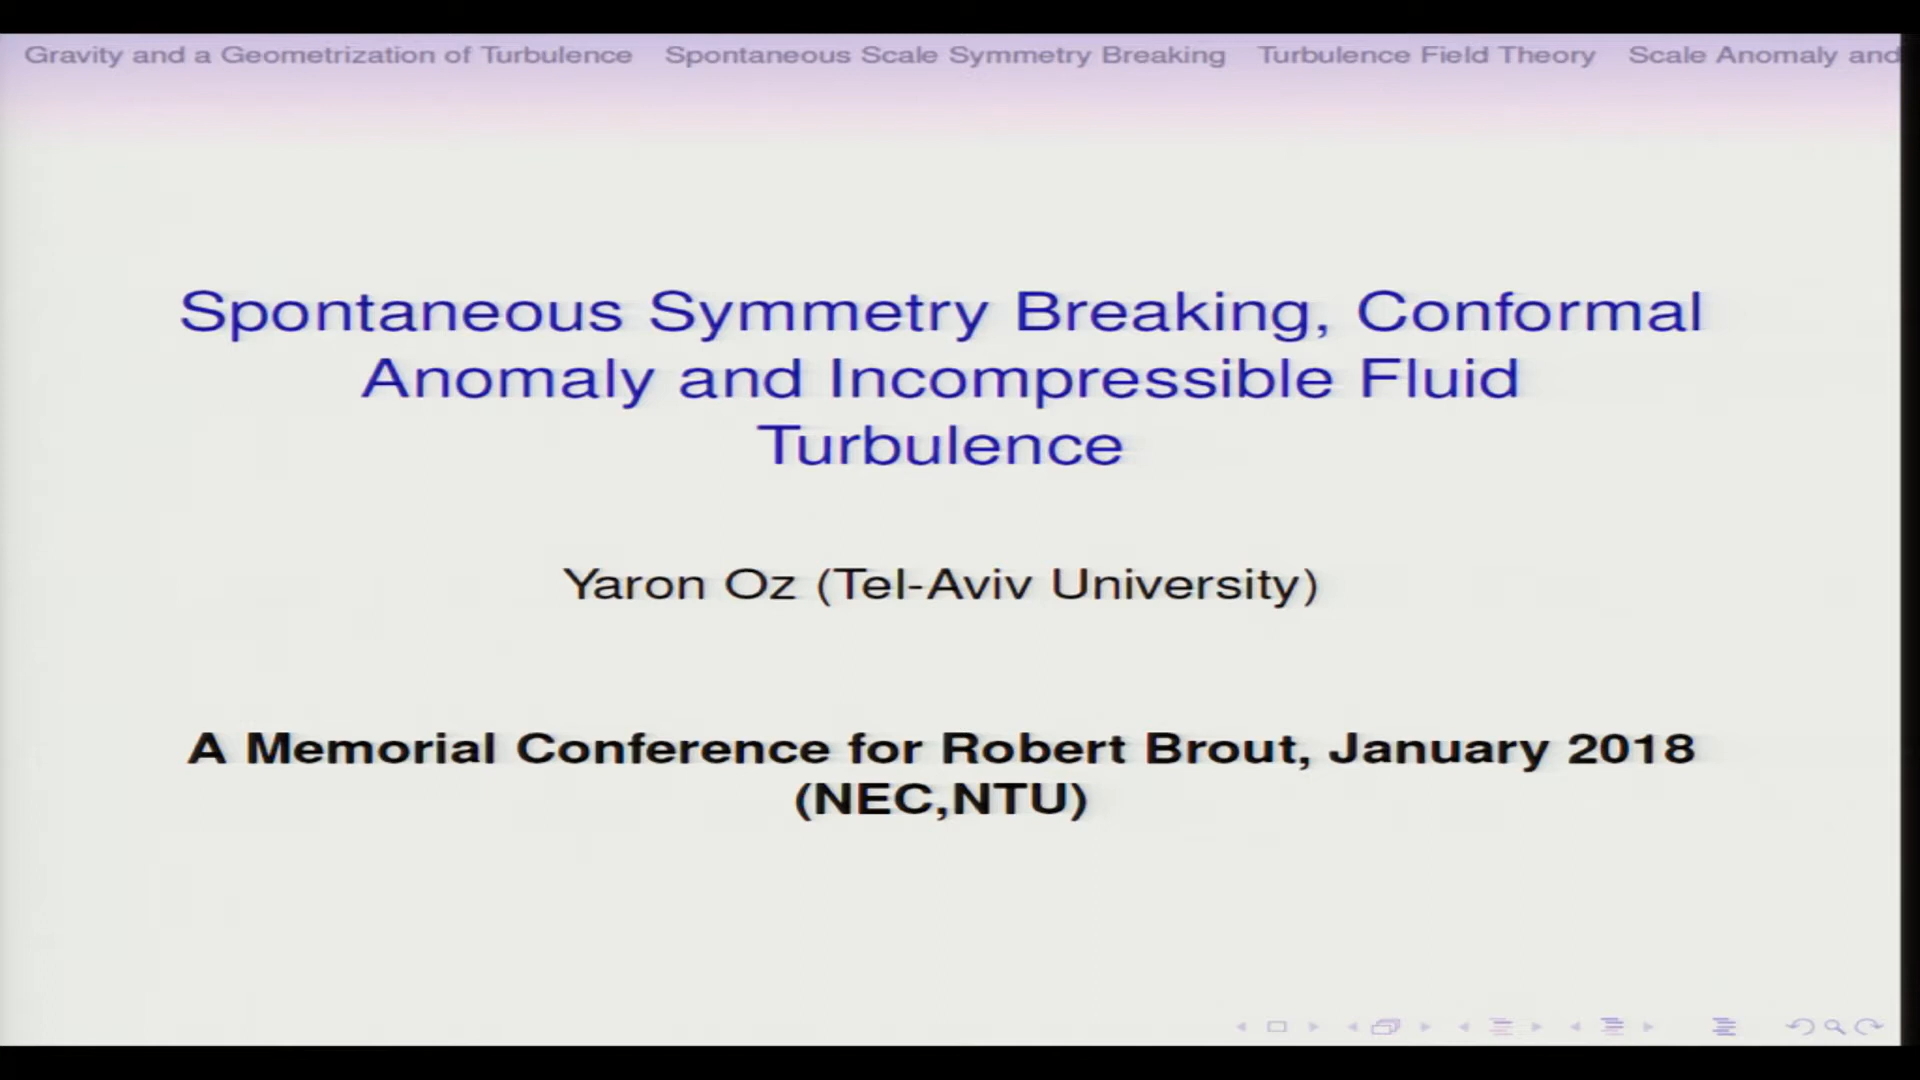 Gravity and a Geometrization of Turbulence Spontaneous Scale Symmetry Breaking Turbulence Field Theory Scale Anomaly and
Spontaneous Symmetry Breaking, Conformal
Anomaly and Incompressible Fluid
Turbulence
Yaron Oz (Tel-Aviv University)
A Memorial Conference for Robert Brout, January 2018
(NEC,NTU)